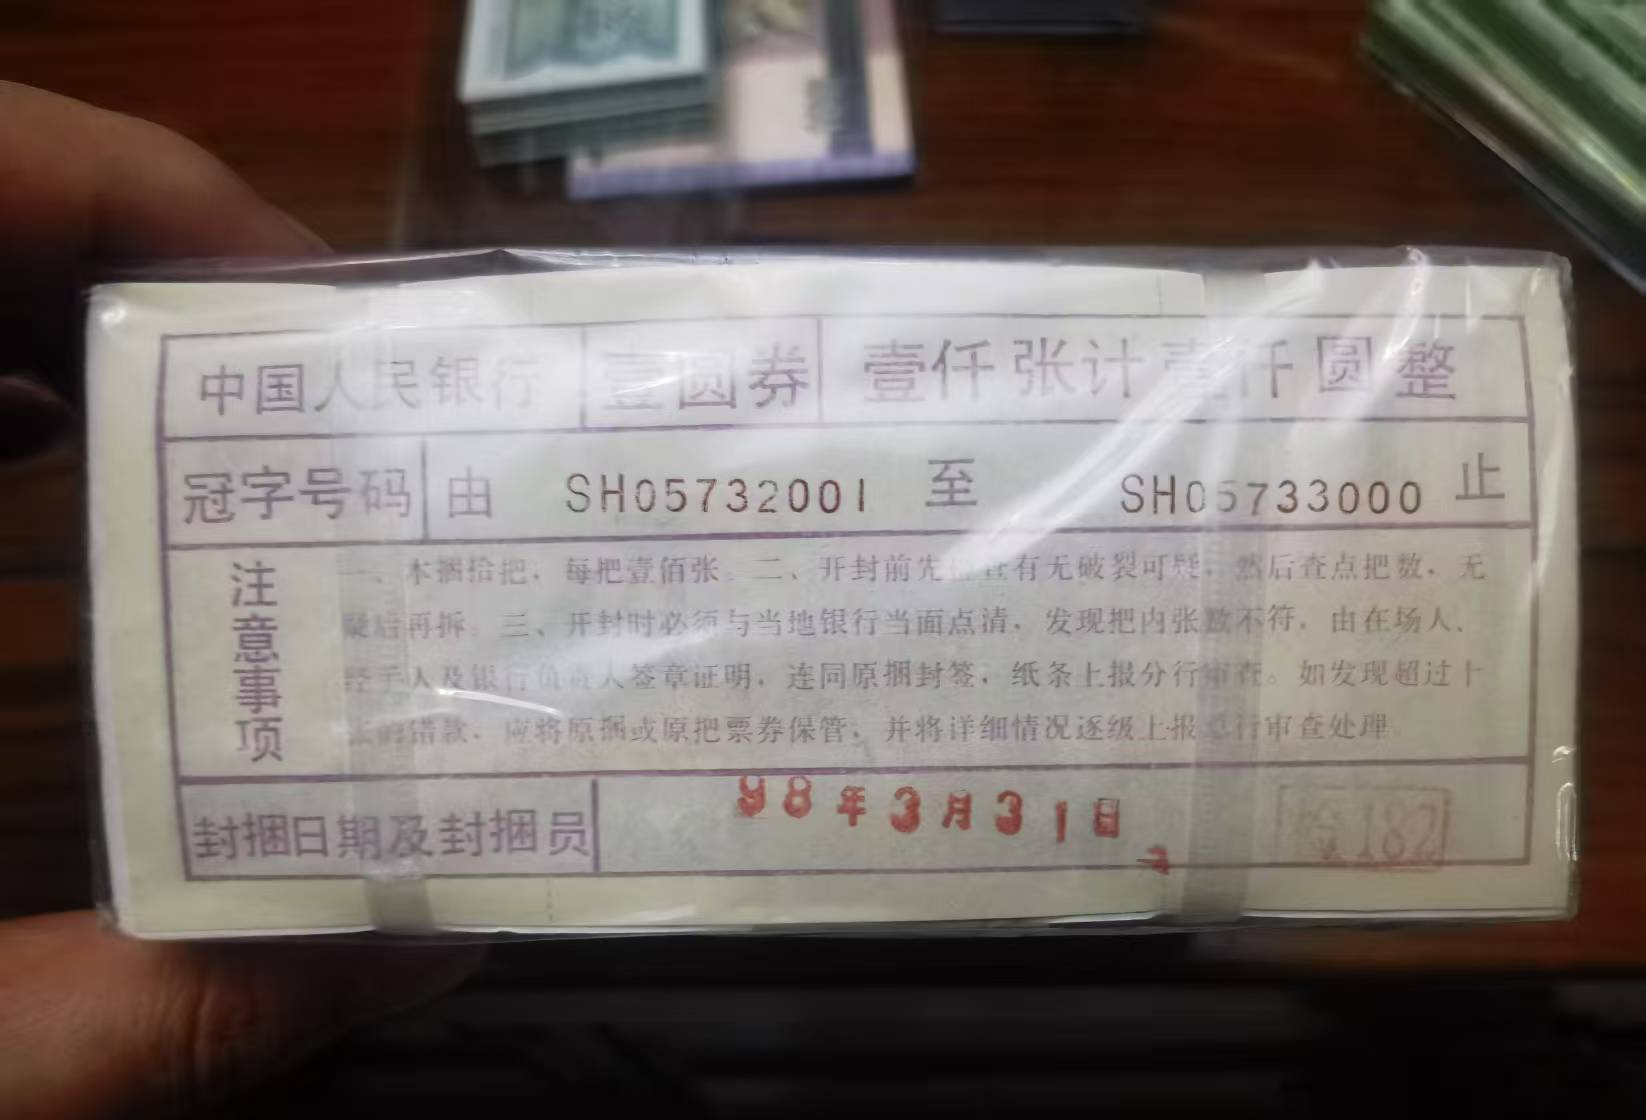 中国人民银行 壹圆券 壹仟张计壹仟圆整
冠字号码 由 SH05732001 至 SH05733000 止
注意事项
一、本捆拾把，每把壹佰张。二、开封前先检查有无破裂可疑，然后查点把数，无
疑后再拆。三、开封时必须与当地银行当面点清，发现把内张数不符，由在场人、
经手人及银行负责人签章证明，连同原捆封签，纸条上报分行审查。如发现超过十
张的错款，应将原捆或原把票券保管，并将详细情况逐级上报总行审查处理
封捆日期及封捆员 98年3月31日 182